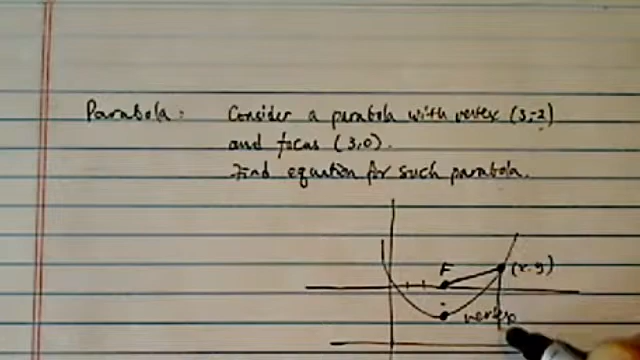 Parabola: Consider a parabola with vertex (3,-2)
and focus (3,0).
Find equation for such parabola.
F
(x,y)
vertex